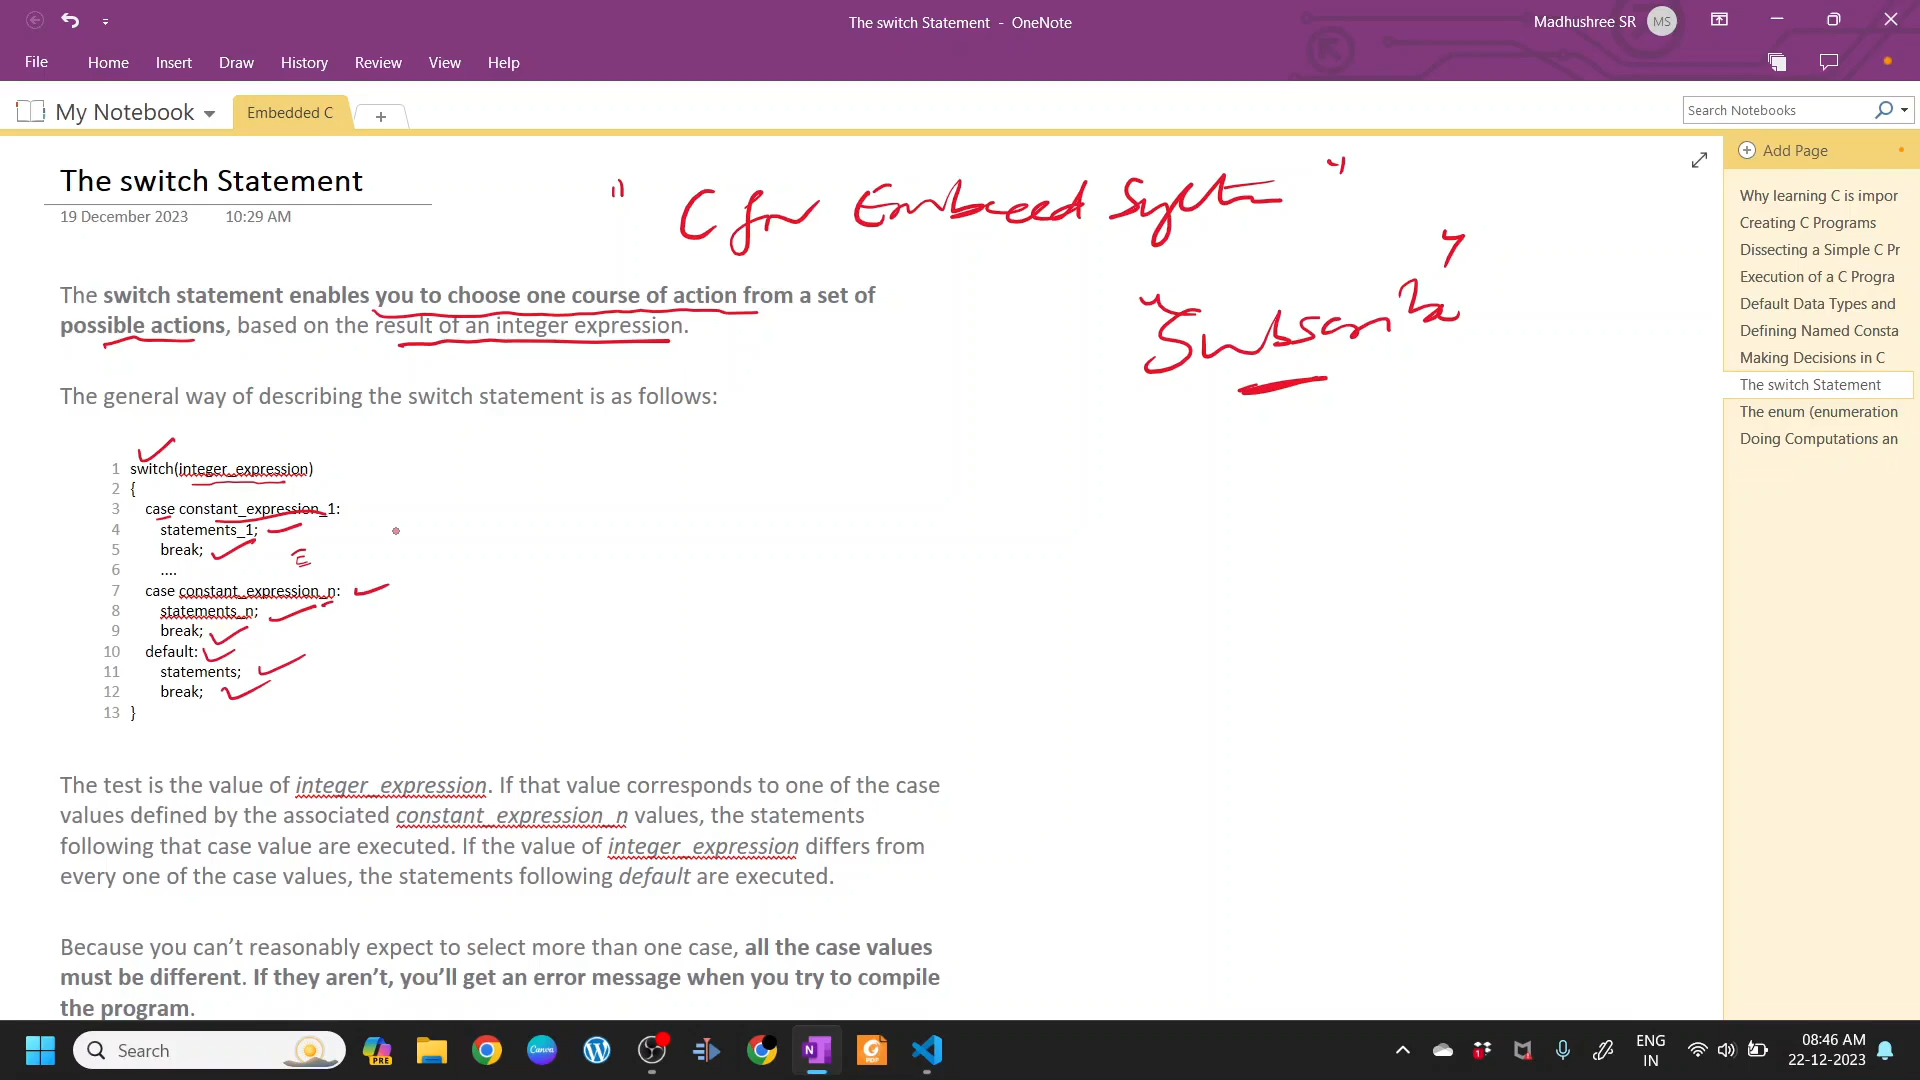 The switch Statement - OneNote
Madhushree SR MS
File Home Insert Draw History Review View Help
My Notebook
Embedded C
+
Search Notebooks
The switch Statement
19 December 2023 10:29 AM
" C for Embedded System "
" Subscribe "
The switch statement enables you to choose one course of action from a set of
possible actions, based on the result of an integer expression.
The general way of describing the switch statement is as follows:
1 switch(integer_expression)
2 {
3 case constant_expression_1:
4 statements_1;
5 break;
6 ....
7 case constant_expression_n:
8 statements_n;
9 break;
10 default:
11 statements;
12 break;
13 }
The test is the value of integer_expression. If that value corresponds to one of the case
values defined by the associated constant_expression_n values, the statements
following that case value are executed. If the value of integer_expression differs from
every one of the case values, the statements following default are executed.
Because you can’t reasonably expect to select more than one case, all the case values
must be different. If they aren’t, you’ll get an error message when you try to compile
the program.
Add Page
Why learning C is impor
Creating C Programs
Dissecting a Simple C Pr
Execution of a C Progra
Default Data Types and
Defining Named Consta
Making Decisions in C
The switch Statement
The enum (enumeration
Doing Computations an
Search
PRE
Canva
N
PDF
1
ENG
IN
08:46 AM
22-12-2023